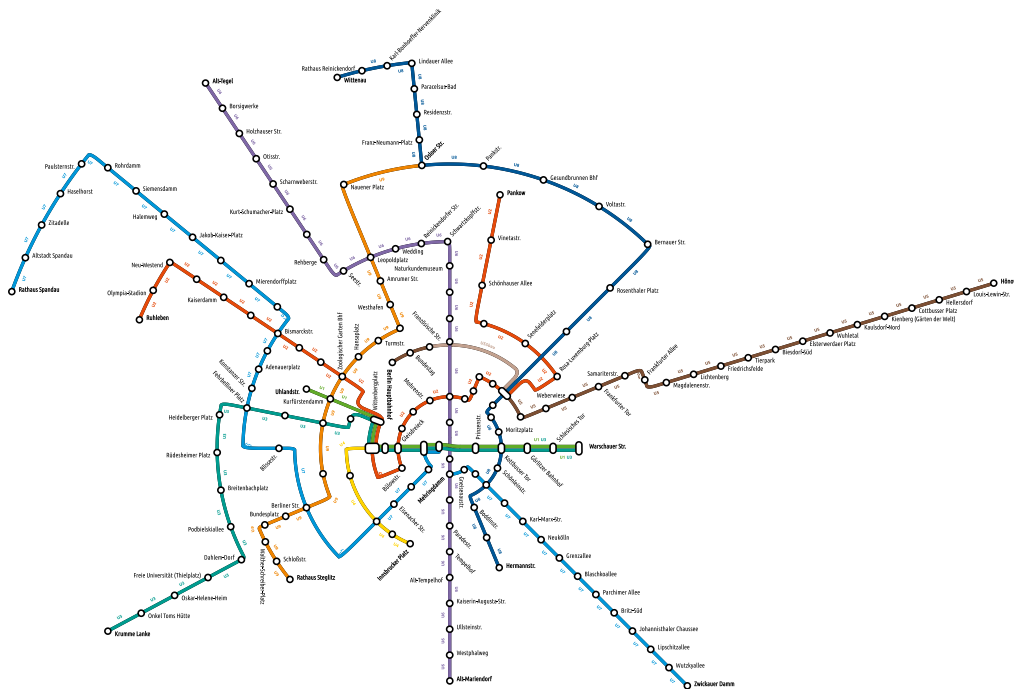 Karl-Bonhoeffer-Nervenklinik
Lindauer Allee
Rathaus Reinickendorf
Wittenau
Alt-Tegel
Paracelsus-Bad
Borsigwerke
Residenzstr.
Holzhauser Str.
Franz-Neumann-Platz
Osloer Str.
Pankstr.
Otisstr.
Paulsternstr.
Rohrdamm
Gesundbrunnen Bhf
Scharnweberstr.
Nauener Platz
Siemensdamm
Haselhorst
Pankow
Voltastr.
Kurt-Schumacher-Platz
Halemweg
Reinickendorfer Str.
Schwartzkopffstr.
Zitadelle
Jakob-Kaiser-Platz
Vinetastr.
Bernauer Str.
Wedding
Altstadt Spandau
Rehberge
Leopoldplatz
Seestr.
Naturkundemuseum
Neu-Westend
Amrumer Str.
Mierendorffplatz
Schönhauser Allee
Rosenthaler Platz
Rathaus Spandau
Olympia-Stadion
Kaiserdamm
Westhafen
Ruhleben
Hönow
Louis-Lewin-Str.
Hellersdorf
Cottbusser Platz
Kienberg (Gärten der Welt)
Kaulsdorf-Nord
Wuhletal
Elsterwerdaer Platz
Biesdorf-Süd
Tierpark
Friedrichsfelde
Lichtenberg
Magdalenenstr.
Frankfurter Allee
Samariterstr.
Frankfurter Tor
Weberwiese
Senefelderplatz
Rosa-Luxemburg-Platz
Französische Str.
Bismarckstr.
Zoologischer Garten Bhf
Hansaplatz
Turmstr.
Bundestag
Berlin Hauptbahnhof
Adenauerplatz
Konstanzer Str.
Fehrbelliner Platz
Uhlandstr.
Kurfürstendamm
Wittenbergplatz
Mohrenstr.
Gleisdreieck
Heidelberger Platz
Moritzplatz
Prinzenstr.
Schlesisches Tor
Warschauer Str.
Görlitzer Bahnhof
Kottbusser Tor
Schönleinstr.
Rüdesheimer Platz
Blissestr.
Bülowstr.
Mehringdamm
Gneisenaustr.
Breitenbachplatz
Berliner Str.
Bundesplatz
Eisenacher Str.
Boddinstr.
Karl-Marx-Str.
Podbielskiallee
Walther-Schreiber-Platz
Schloßstr.
Innsbrucker Platz
Paradestr.
Neukölln
Tempelhof
Grenzallee
Dahlem-Dorf
Hermannstr.
Freie Universität (Thielplatz)
Rathaus Steglitz
Alt-Tempelhof
Blaschkoallee
Oskar-Helene-Heim
Parchimer Allee
Kaiserin-Augusta-Str.
Britz-Süd
Onkel Toms Hütte
Krumme Lanke
Ullsteinstr.
Johannisthaler Chaussee
Lipschitzallee
Westphalweg
Wutzkyallee
Alt-Mariendorf
Zwickauer Damm
U1 U3
U1 U3